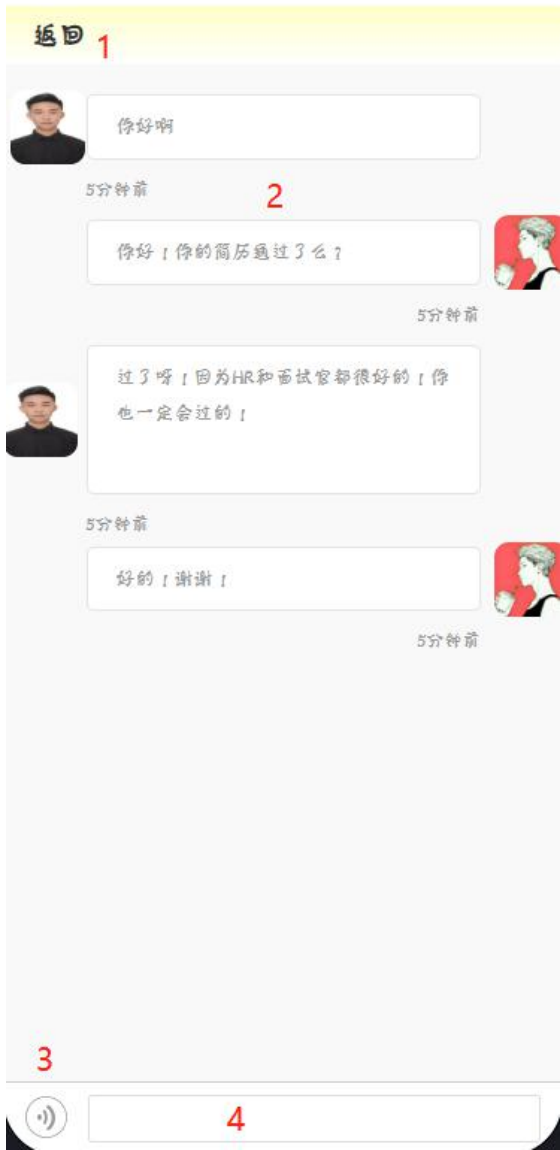 返回
1
你好啊
5分钟前
2
你好！你的简历通过了么？
5分钟前
过了呀！因为HR和面试官都很好的！你
也一定会过的！
5分钟前
好的！谢谢！
5分钟前
3
4